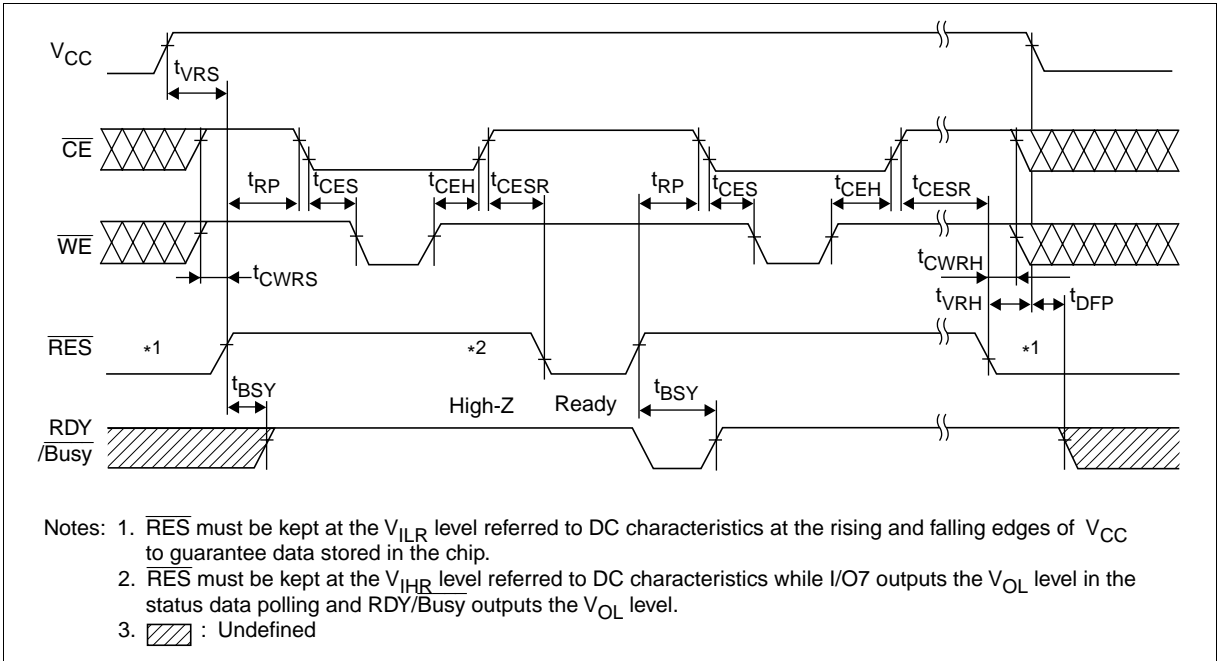 VCC
tVRS
CE
tRP tCES tCEH tCESR tRP tCES tCEH tCESR
WE
tCWRS tCWRH
tVRH tDFP
RES *1 *2 *1
tBSY tBSY
High-Z Ready
RDY
/Busy
Notes: 1. RES must be kept at the VILR level referred to DC characteristics at the rising and falling edges of VCC
to guarantee data stored in the chip.
2. RES must be kept at the VIHR level referred to DC characteristics while I/O7 outputs the VOL level in the
status data polling and RDY/Busy outputs the VOL level.
3. : Undefined